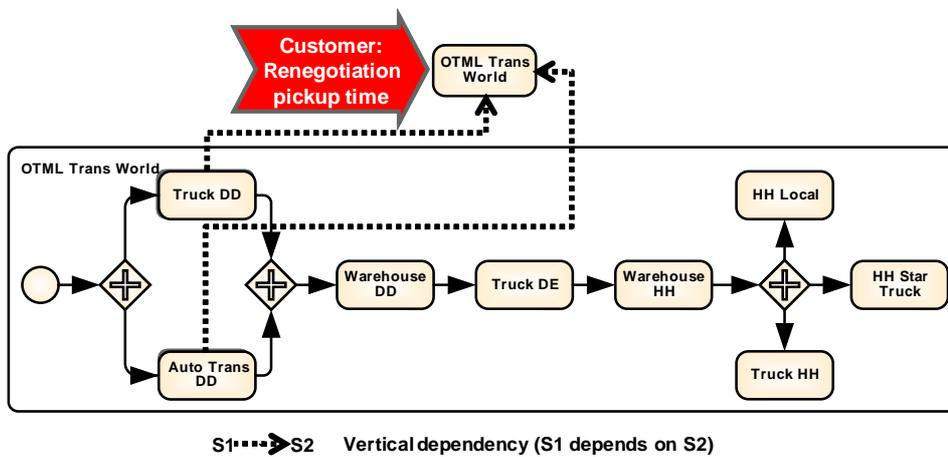 Customer:
Renegotiation
pickup time
OTML Trans
World
OTML Trans World
Truck DD
HH Local
Warehouse
DD
Truck DE
Warehouse
HH
HH Star
Truck
Auto Trans
DD
Truck HH
S1 S2 Vertical dependency (S1 depends on S2)